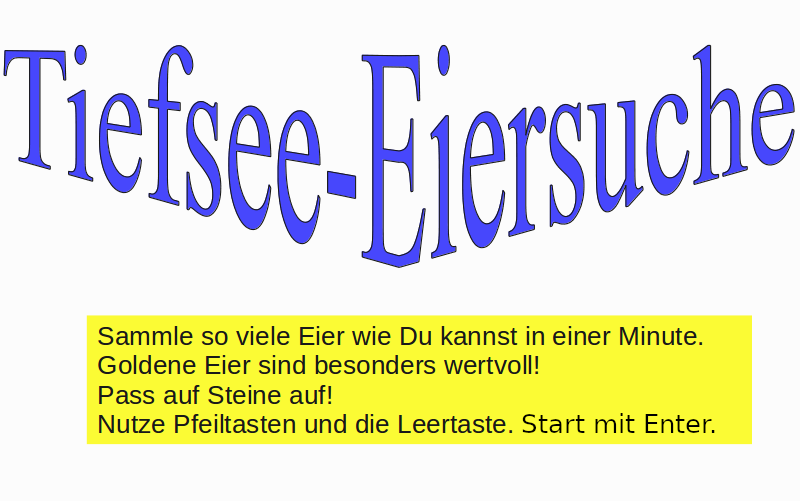 Tiefsee-Eiersuche
Sammle so viele Eier wie Du kannst in einer Minute.
Goldene Eier sind besonders wertvoll!
Pass auf Steine auf!
Nutze Pfeiltasten und die Leertaste. Start mit Enter.